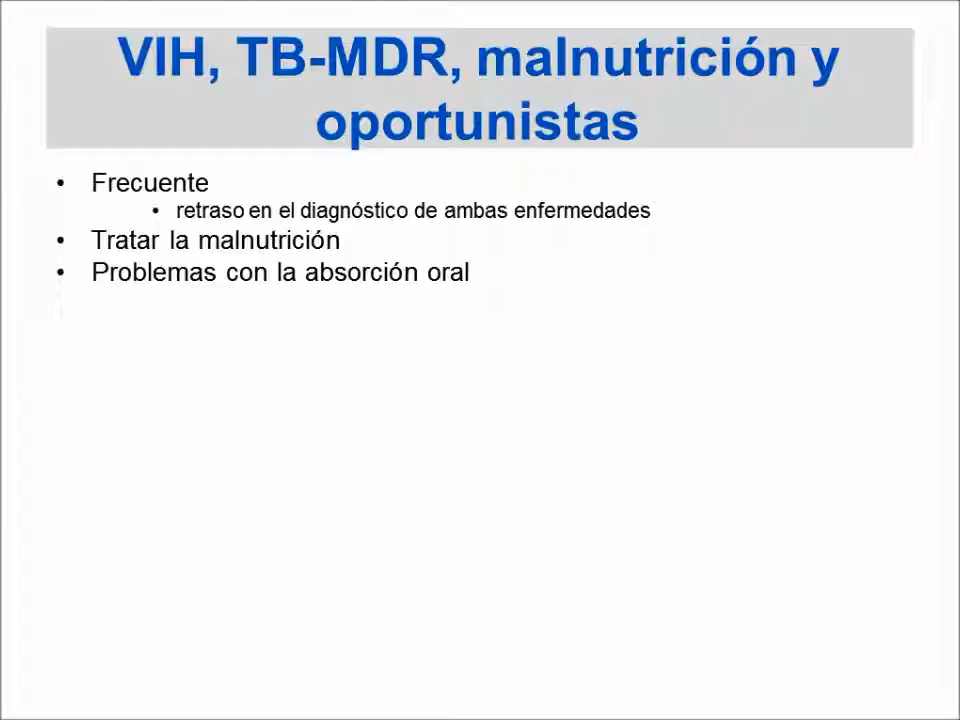 VIH, TB-MDR, malnutrición y
oportunistas
• Frecuente
• retraso en el diagnóstico de ambas enfermedades
• Tratar la malnutrición
• Problemas con la absorción oral